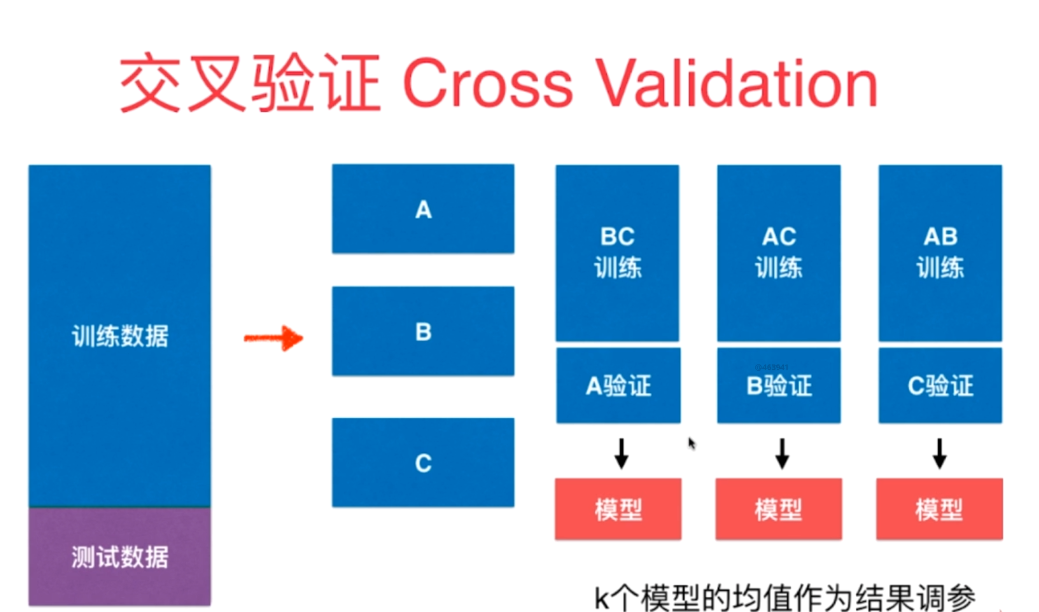 交叉验证 Cross Validation
训练数据
测试数据
A
B
C
BC
训练
A验证
模型
AC
训练
B验证
模型
AB
训练
C验证
模型
k个模型的均值作为结果调参